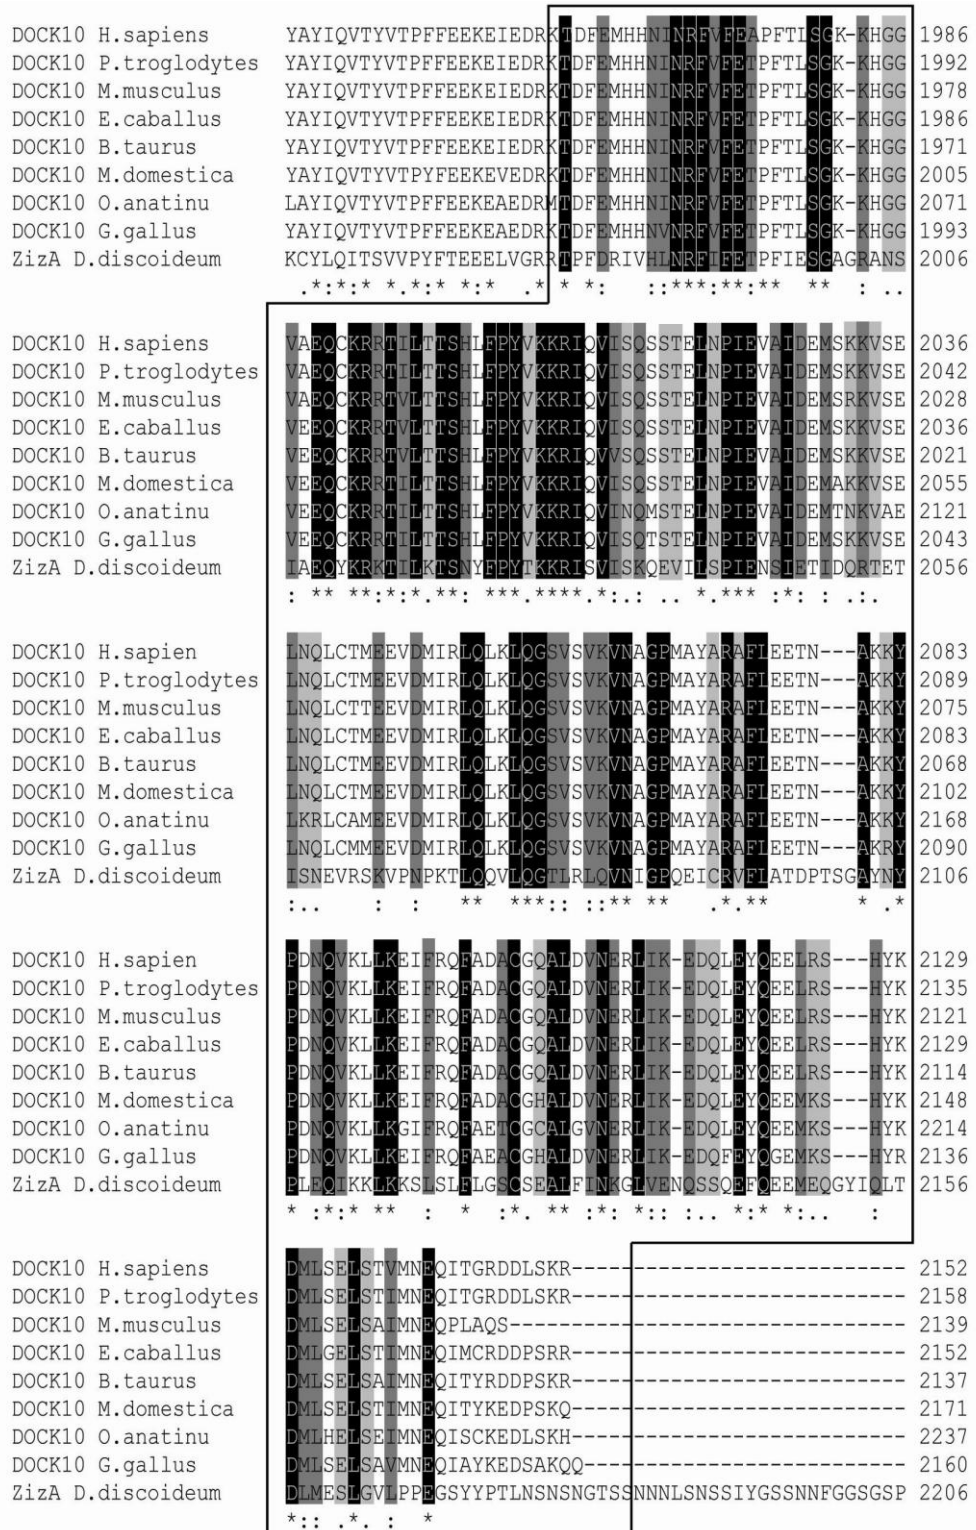 DOCK10 H.sapiens YAYIQVTYVTPFFEEKEIEDRKTDFEMHHNINRFVFEAPFTLSGK-KHGG 1986
DOCK10 P.troglodytes YAYIQVTYVTPFFEEKEIEDRKTDFEMHHNINRFVFETPFTLSGK-KHGG 1992
DOCK10 M.musculus YAYIQVTYVTPFFEEKEIEDRKTDFEMHHNINRFVFETPFTLSGK-KHGG 1978
DOCK10 E.caballus YAYIQVTYVTPFFEEKEIEDRKTDFEMHHNINRFVFETPFTLSGK-KHGG 1986
DOCK10 B.taurus YAYIQVTYVTPFFEEKEIEDRKTDFEMHHNINRFVFETPFTLSGK-KHGG 1971
DOCK10 M.domestica YAYIQVTYVTPYFEEKEVEDRKTDFEMHHNINRFVFETPFTLSGK-KHGG 2005
DOCK10 O.anatinu LAYIQVTYVTPFFEEKEAEDRMTDFEMHHNINRFVFETPFTLSGK-KHGG 2071
DOCK10 G.gallus YAYIQVTYVTPFFEEKEAEDRKTDFEMHHNVNRFVFETPFTLSGK-KHGG 1993
ZizA D.discoideum KCYLQITSVVPYFTEEELVGRRTPFDRIVHLNRFIFETPFIESGAGRANS 2006
.*:*:* *.*:* *:* .* * *: ::***:**:** ** : ..
DOCK10 H.sapiens VAEQCKRRTILTTSHLFPYVKKRIQVISQSSTELNPIEVAIDEMSKKVSE 2036
DOCK10 P.troglodytes VAEQCKRRTILTTSHLFPYVKKRIQVISQSSTELNPIEVAIDEMSKKVSE 2042
DOCK10 M.musculus VAEQCKRRTVLTTSHLFPYVKKRIQVISQSSTELNPIEVAIDEMSRKVSE 2028
DOCK10 E.caballus VEEQCKRRTVLTTSHLFPYVKKRIQVISQSSTELNPIEVAIDEMSKKVSE 2036
DOCK10 B.taurus VEEQCKRRTILTTSHLFPYVKKRIQVVSQSSTELNPIEVAIDEMSKKVSE 2021
DOCK10 M.domestica VEEQCKRRTILTTSHLFPYVKKRIQVISQSSTELNPIEVAIDEMAKKVSE 2055
DOCK10 O.anatinu VEEQCKRRTILTTSHLFPYVKKRIQVINQMSTELNPIEVAIDEMTNKVAE 2121
DOCK10 G.gallus VEEQCKRRTILTTSHLFPYVKKRIQVISQTSTELNPIEVAIDEMSKKVSE 2043
ZizA D.discoideum IAEQYKRKTILKTSNYFPYTKKRISVISKQEVILSPIENSIETIDQRTET 2056
: ** **:*:*.**: ***.****.*:.: .. *.*** :*: : .:.
DOCK10 H.sapien LNQLCTMEEVDMIRLQLKLQGSVSVKVNAGPMAYARAFLEETN---AKKY 2083
DOCK10 P.troglodytes LNQLCTMEEVDMIRLQLKLQGSVSVKVNAGPMAYARAFLEETN---AKKY 2089
DOCK10 M.musculus LNQLCTTEEVDMIRLQLKLQGSVSVKVNAGPMAYARAFLEETN---AKKY 2075
DOCK10 E.caballus LNQLCTMEEVDMIRLQLKLQGSVSVKVNAGPMAYARAFLEETN---AKKY 2083
DOCK10 B.taurus LNQLCTMEEVDMIRLQLKLQGSVSVKVNAGPMAYARAFLEETN---AKKY 2068
DOCK10 M.domestica LNQLCTMEEVDMIRLQLKLQGSVSVKVNAGPMAYARAFLEETN---AKKY 2102
DOCK10 O.anatinu LKRLCAMEEVDMIRLQLKLQGSVSVKVNAGPMAYARAFLEETN---AKKY 2168
DOCK10 G.gallus LNQLCMMEEVDMIRLQLKLQGSVSVKVNAGPMAYARAFLEETN---AKRY 2090
ZizA D.discoideum ISNEVRSKVPNPKTLQQVLQGTLRLQVNIGPQEICRVFLATDPTSGAYNY 2106
:.. : : ** ***:: ::** ** .*.** * .*
DOCK10 H.sapien PDNQVKLLKEIFRQFADACGQALDVNERLIK-EDQLEYQEELRS---HYK 2129
DOCK10 P.troglodytes PDNQVKLLKEIFRQFADACGQALDVNERLIK-EDQLEYQEELRS---HYK 2135
DOCK10 M.musculus PDNQVKLLKEIFRQFADACGQALDVNERLIK-EDQLEYQEELRS---HYK 2121
DOCK10 E.caballus PDNQVKLLKEIFRQFADACGQALDVNERLIK-EDQLEYQEELRS---HYK 2129
DOCK10 B.taurus PDNQVKLLKEIFRQFADACGQALDVNERLIK-EDQLEYQEELRS---HYK 2114
DOCK10 M.domestica PDNQVKLLKEIFRQFADACGHALDVNERLIK-EDQLEYQEEMKS---HYK 2148
DOCK10 O.anatinu PDNQVKLLKGIFRQFAETCGCALGVNERLIK-EDQLEYQEEMKS---HYK 2214
DOCK10 G.gallus PDNQVKLLKEIFRQFAEACGHALDVNERLIK-EDQFEYQGEMKS---HYR 2136
ZizA D.discoideum PLEQIKKLKKSLSLFLGSCSEALFINKGLVENQSSQEFQEEMEQGYIQLT 2156
* :*:* ** : * :*. ** :*: *:: :.. *:* *:.. :
DOCK10 H.sapiens DMLSELSTVMNEQITGRDDLSKR---------------------------- 2152
DOCK10 P.troglodytes DMLSELSTIMNEQITGRDDLSKR---------------------------- 2158
DOCK10 M.musculus DMLSELSAIMNEQPLAQS--------------------------------- 2139
DOCK10 E.caballus DMLGELSTIMNEQIMCRDDPSRR---------------------------- 2152
DOCK10 B.taurus DMLSELSAIMNEQITYRDDPSKR---------------------------- 2137
DOCK10 M.domestica DMLSELSTIMNEQITYKEDPSKQ---------------------------- 2171
DOCK10 O.anatinu DMLHELSEIMNEQISCKEDLSKH---------------------------- 2237
DOCK10 G.gallus DMLSELSAVMNEQIAYKEDSAKQQ--------------------------- 2160
ZizA D.discoideum DLMESLGVLPPEGSYYPTLNSNSNGTSSNNNLSNSSIYGSSNNFGGSGSP 2206
*:: .*. : *